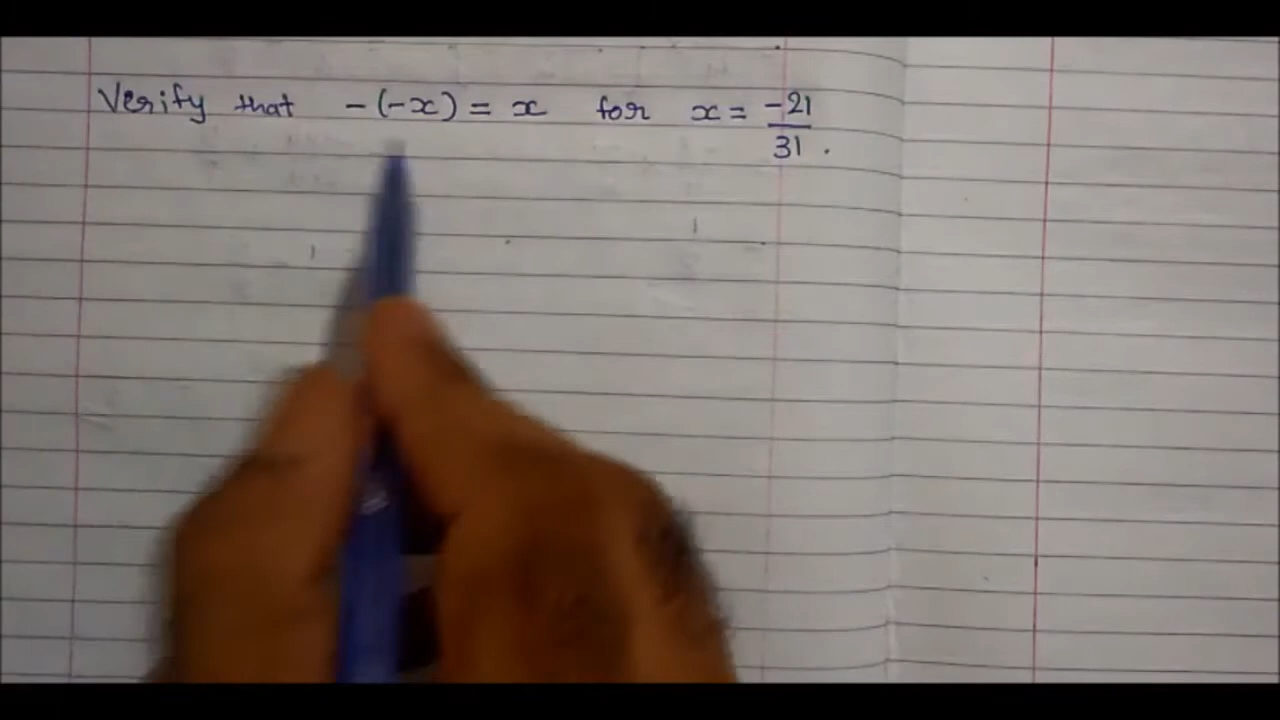 Verify that -(-x) = x for x = -21/31.